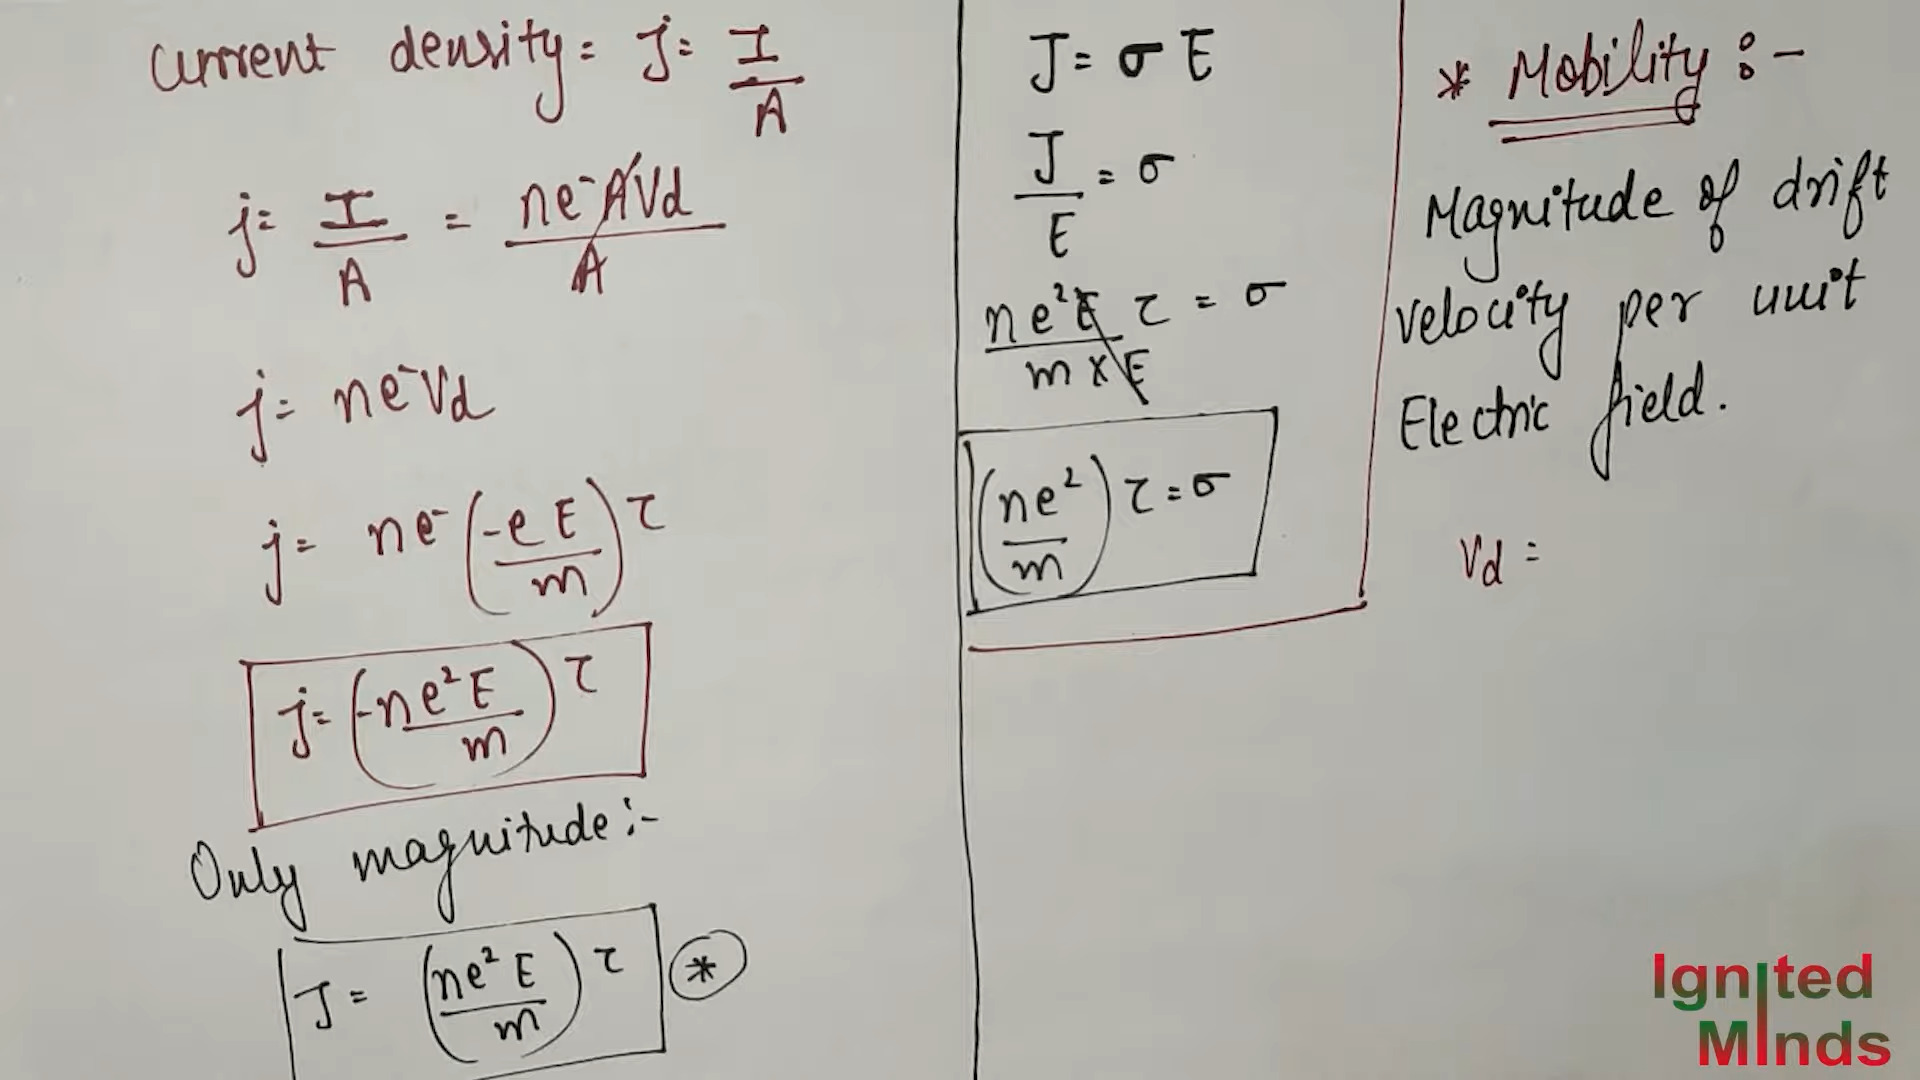 Current density = J = I/A
j = I/A = ne⁻AVd/A
j = ne⁻Vd
j = ne⁻(-eE/m)τ
j = (-ne²E/m)τ
Only magnitude :-
J = (ne²E/m)τ *
J = σ E
J/E = σ
ne²E/m×E τ = σ
(ne²/m)τ = σ
* Mobility :-
Magnitude of drift
velocity per unit
Electric field.
Vd =
Ignited
Minds